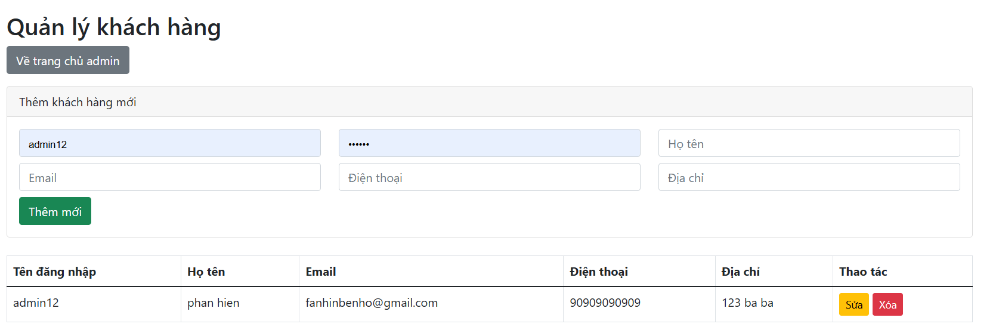 Quản lý khách hàng
Về trang chủ admin
Thêm khách hàng mới
admin12 •••••• Họ tên
Email Điện thoại Địa chỉ
Thêm mới
Tên đăng nhập Họ tên Email Điện thoại Địa chỉ Thao tác
admin12 phan hien fanhinbenho@gmail.com 90909090909 123 ba ba Sửa Xóa